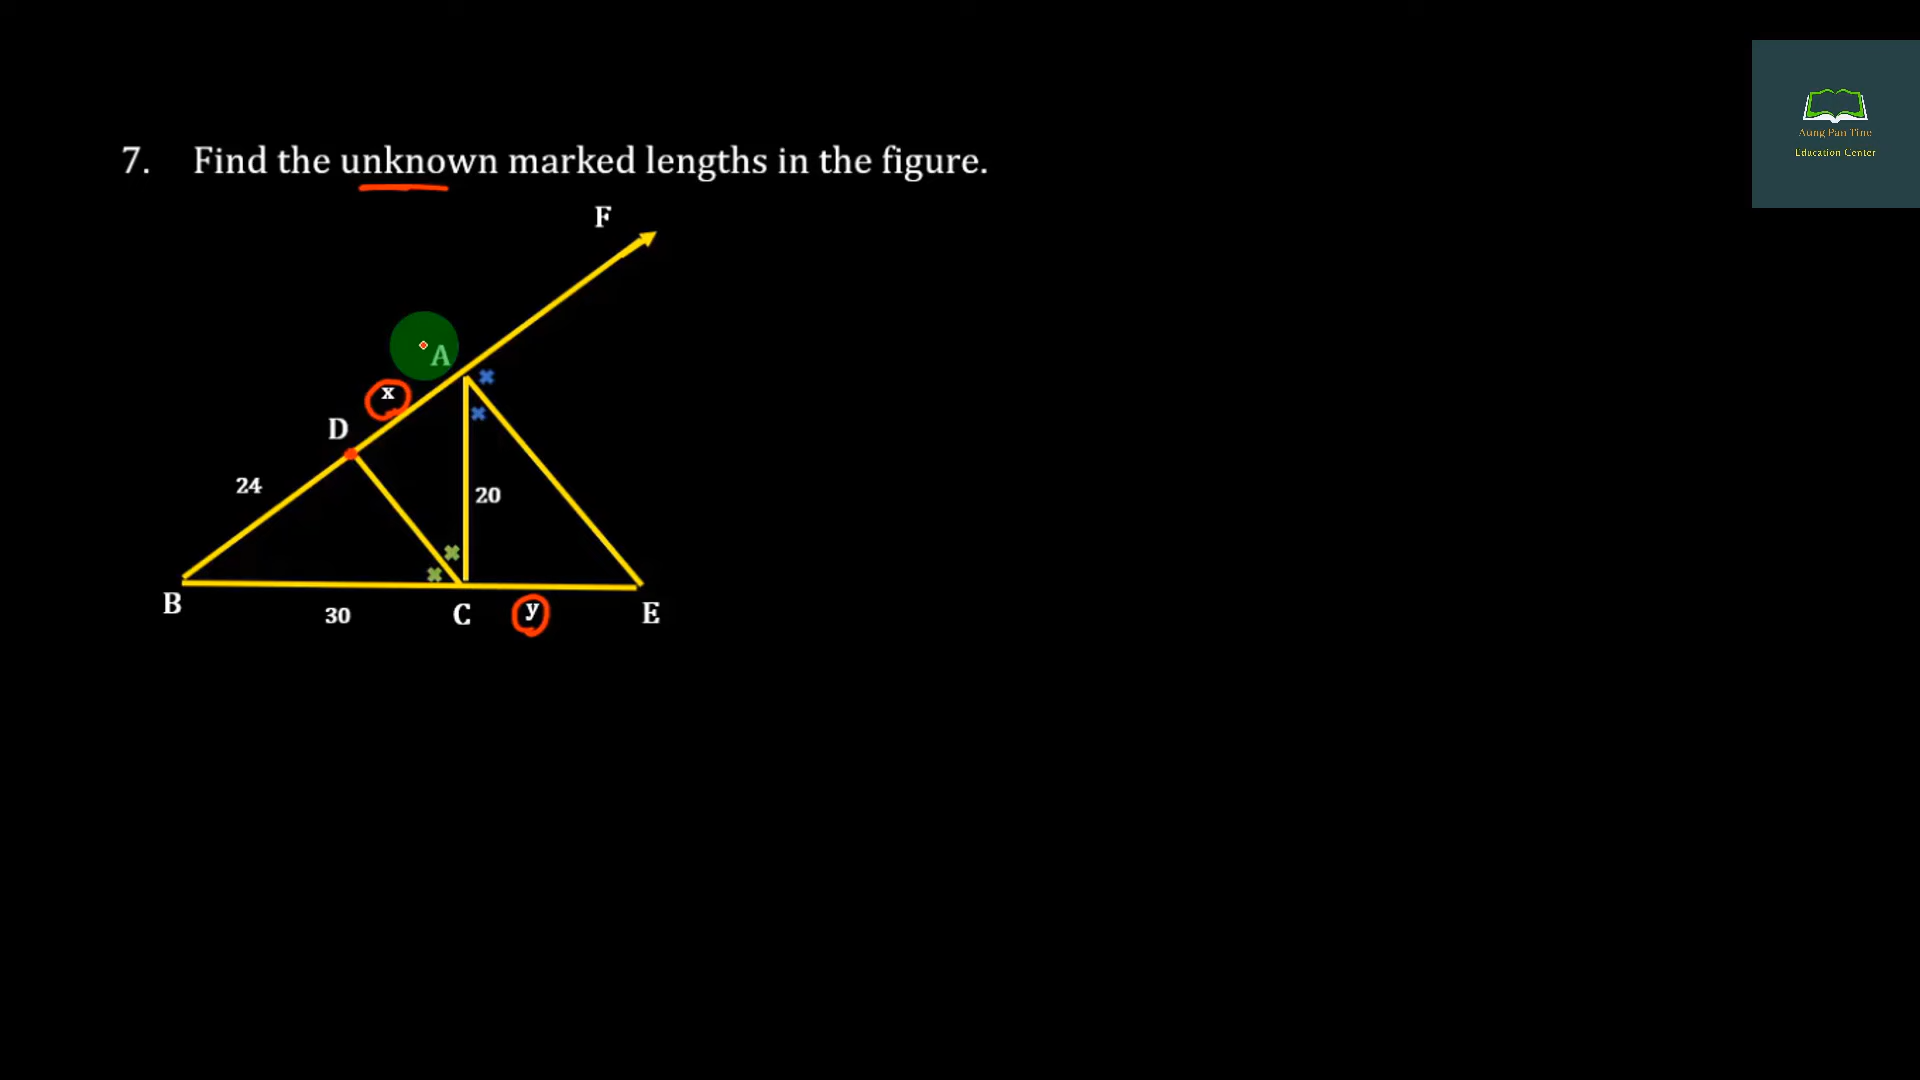 7. Find the unknown marked lengths in the figure.
F
A
x
D
24
20
B
30
C
y
E
Aung Pan Tine
Education Center